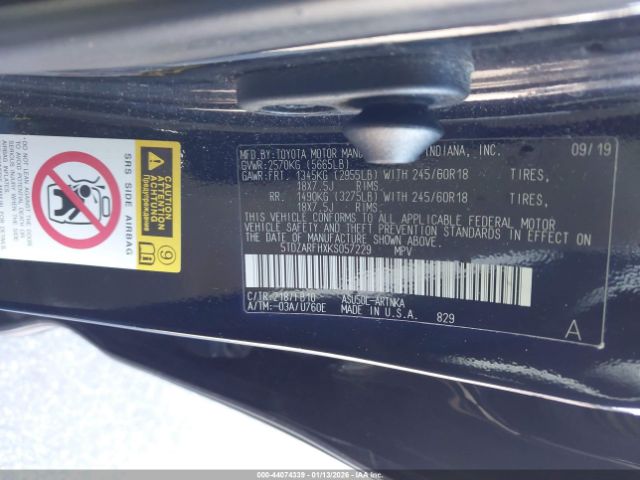 MFD.BY: TOYOTA MOTOR MANU INDIANA, INC. 09/19
GVWR: 2570KG (5665LB)
GAWR: FRT. 1345KG (2955LB) WITH 245/60R18 TIRES,
18X7.5J RIMS
RR. 1490KG (3275LB) WITH 245/60R18 TIRES,
18X7.5J RIMS
THIS VEHICLE CONFORMS TO ALL APPLICABLE FEDERAL MOTOR
VEHICLE SAFETY AND THEFT PREVENTION STANDARDS IN EFFECT ON
THE DATE OF MANUFACTURE SHOWN ABOVE.
5TDZARFHXKS057229 MPV
C/TR: 218/FB10 ASU50L-ARTNKA
A/TM: -03A/U760E MADE IN U.S.A. 829 A
SRS SIDE AIRBAG
ATTENTION
ACHTUNG
Предупреждение
9
000-44074339 | 01/13/2026 | IAA Fremont